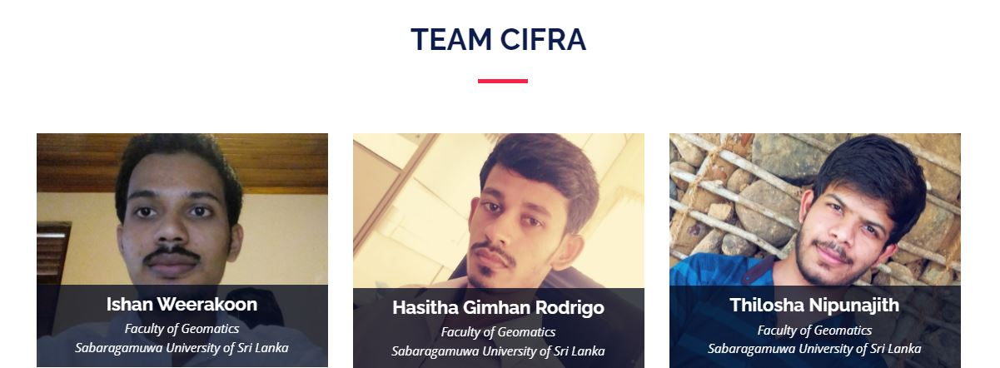 TEAM CIFRA
Ishan Weerakoon
Faculty of Geomatics
Sabaragamuwa University of Sri Lanka
Hasitha Gimhan Rodrigo
Faculty of Geomatics
Sabaragamuwa University of Sri Lanka
Thilosha Nipunajith
Faculty of Geomatics
Sabaragamuwa University of Sri Lanka